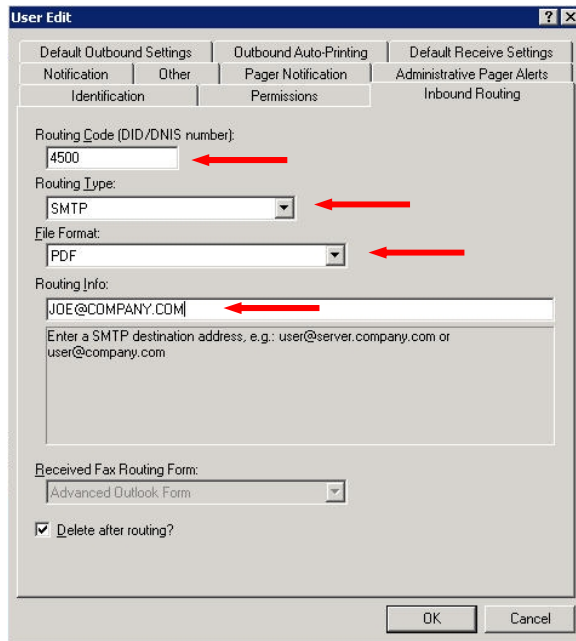 User Edit
Default Outbound Settings
Outbound Auto-Printing
Default Receive Settings
Notification
Other
Pager Notification
Administrative Pager Alerts
Identification
Permissions
Inbound Routing
Routing Code (DID/DNIS number):
4500
Routing Type:
SMTP
File Format:
PDF
Routing Info:
JOE@COMPANY.COM
Enter a SMTP destination address, e.g.: user@server.company.com or
user@company.com
Received Fax Routing Form:
Advanced Outlook Form
Delete after routing?
OK
Cancel